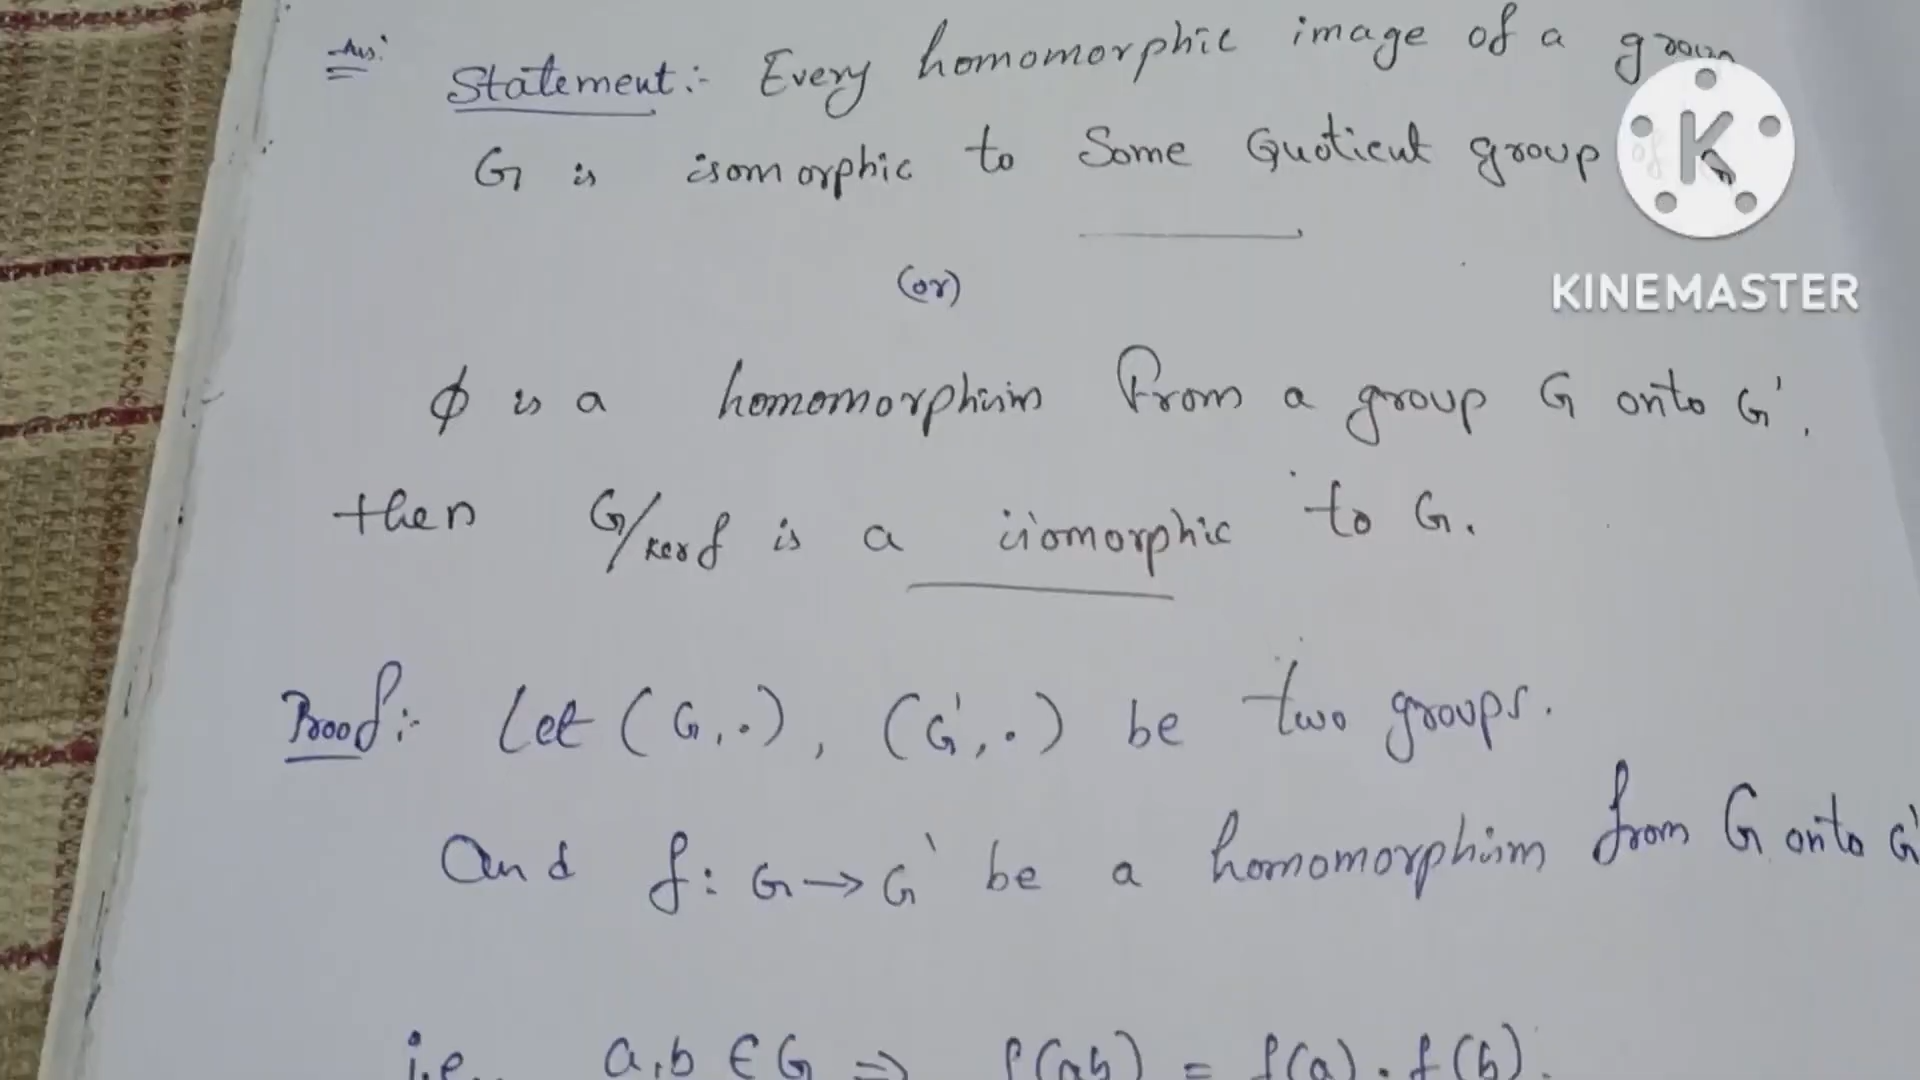 Ans:
Statement:- Every homomorphic image of a group
G is isomorphic to Some Quotient group
KINEMASTER
(or)
ϕ is a homomorphism From a group G onto G'.
then G/Ker f is a isomorphic to G.
Proof:- Let (G, .), (G', .) be two groups.
And f: G → G' be a homomorphism from G onto G'
i.e., a,b ∈ G ⇒ f(ab) = f(a) . f(b).